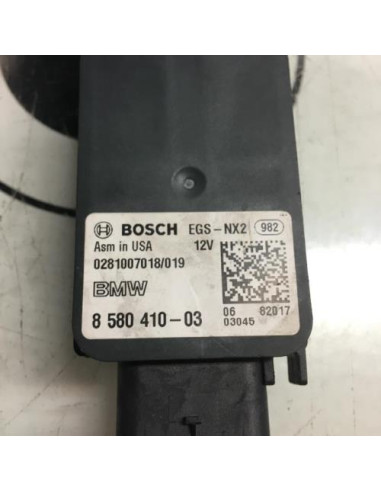 BOSCH EGS-NX2 982
Asm in USA 12V
0281007018/019
BMW
8 580 410-03
06 82017
03045